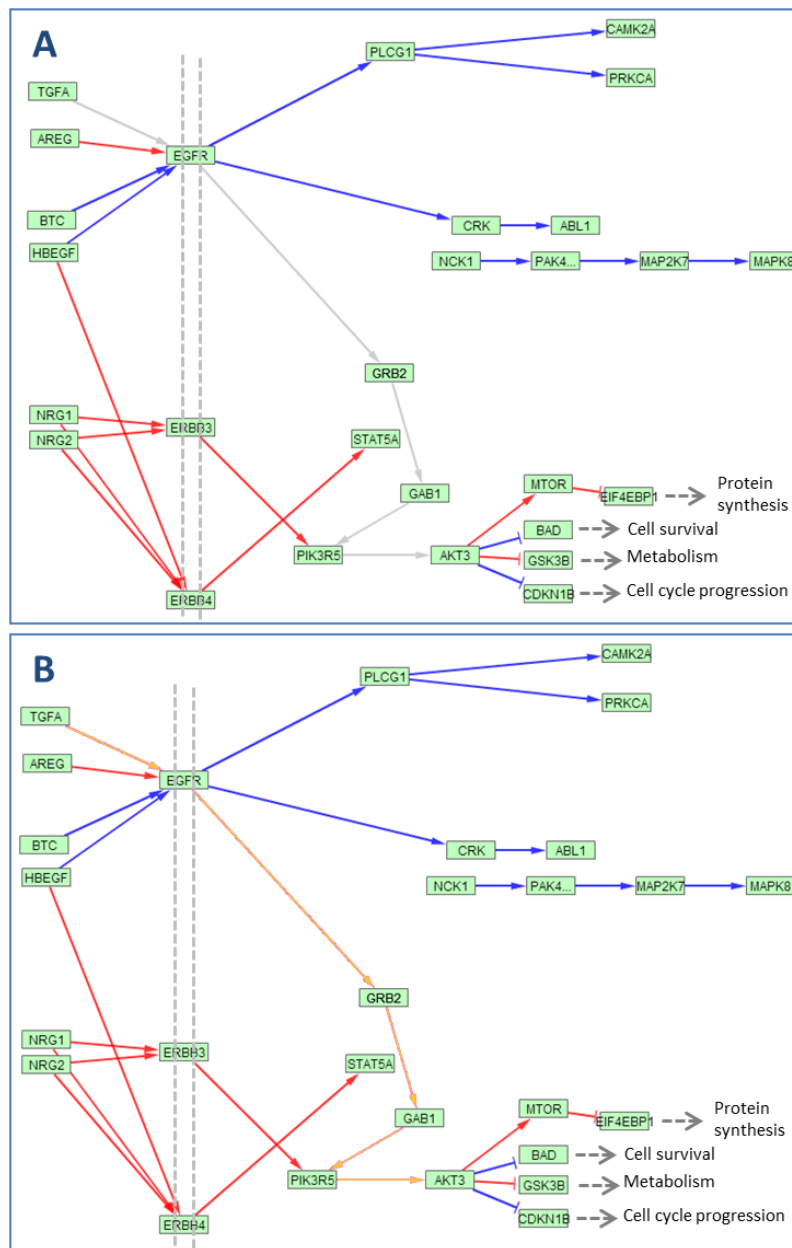 A
CAMK2A
PLCG1
PRKCA
TGFA
AREG
EGFR
BTC
CRK
ABL1
HBEGF
NCK1
PAK4...
MAP2K7
MAPK8
GRB2
NRG1
ERBB3
NRG2
STAT5A
GAB1
MTOR
EIF4EBP1
Protein
synthesis
BAD
Cell survival
PIK3R5
AKT3
GSK3B
Metabolism
CDKN1B
Cell cycle progression
ERBB4
B
CAMK2A
PLCG1
PRKCA
TGFA
AREG
EGFR
BTC
CRK
ABL1
HBEGF
NCK1
PAK4...
MAP2K7
MAPK8
GRB2
NRG1
ERBB3
NRG2
STAT5A
GAB1
MTOR
EIF4EBP1
Protein
synthesis
BAD
Cell survival
PIK3R5
AKT3
GSK3B
Metabolism
CDKN1B
Cell cycle progression
ERBB4